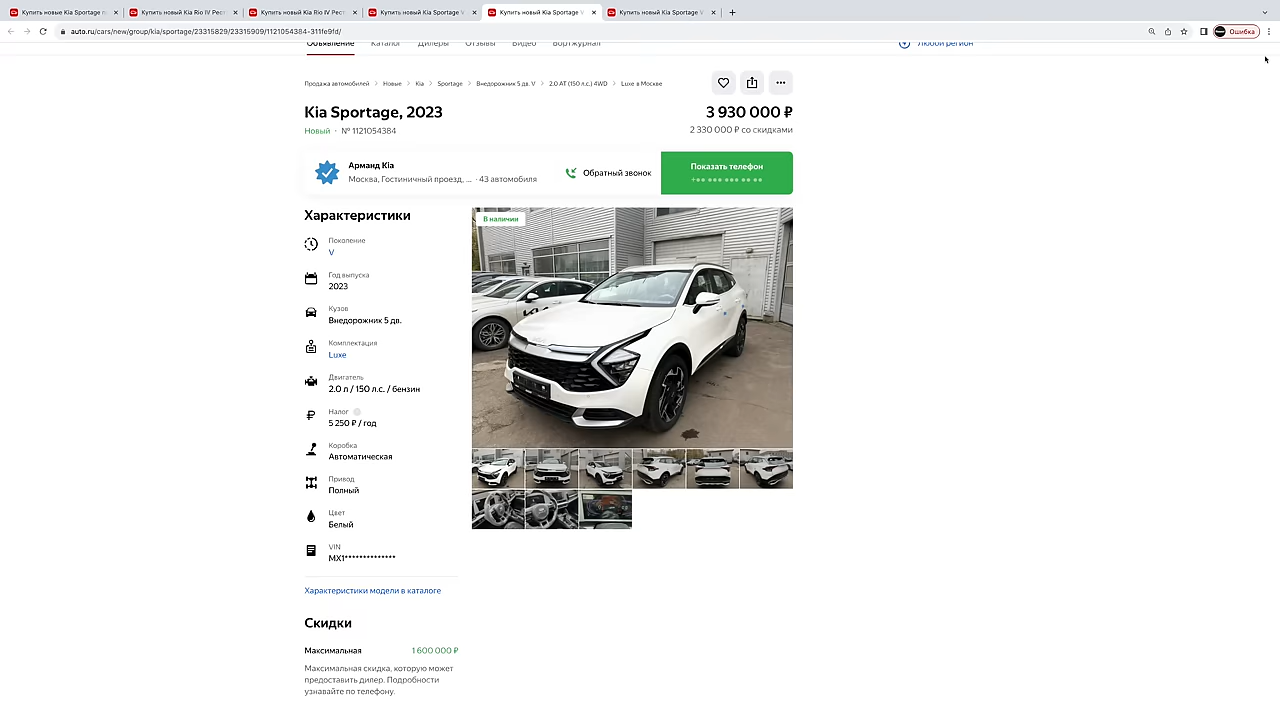 Купить новые Kia Sportage п
Купить новый Kia Rio IV Рест
Купить новый Kia Rio IV Рест
Купить новый Kia Sportage V
Купить новый Kia Sportage V
Купить новый Kia Sportage V
auto.ru/cars/new/group/kia/sportage/23315829/23315909/1121054384-311fe9fd/
Ошибка
Объявление Каталог Дилеры Отзывы Видео Бортжурнал Любой регион
Продажа автомобилей > Новые > Kia > Sportage > Внедорожник 5 дв. V > 2.0 AT (150 л.с.) 4WD > Luxe в Москве
Kia Sportage, 2023
3 930 000 ₽
Новый · № 1121054384
2 330 000 ₽ со скидками
Арманд Kia
Москва, Гостиничный проезд, ... · 43 автомобиля
Обратный звонок
Показать телефон
+●● ●●● ●●● ●● ●●
Характеристики
В наличии
Поколение
V
Год выпуска
2023
Кузов
Внедорожник 5 дв.
Комплектация
Luxe
Двигатель
2.0 л / 150 л.с. / бензин
Налог
5 250 ₽ / год
Коробка
Автоматическая
Привод
Полный
Цвет
Белый
VIN
MX1**************
Характеристики модели в каталоге
Скидки
Максимальная 1 600 000 ₽
Максимальная скидка, которую может
предоставить дилер. Подробности
узнавайте по телефону.